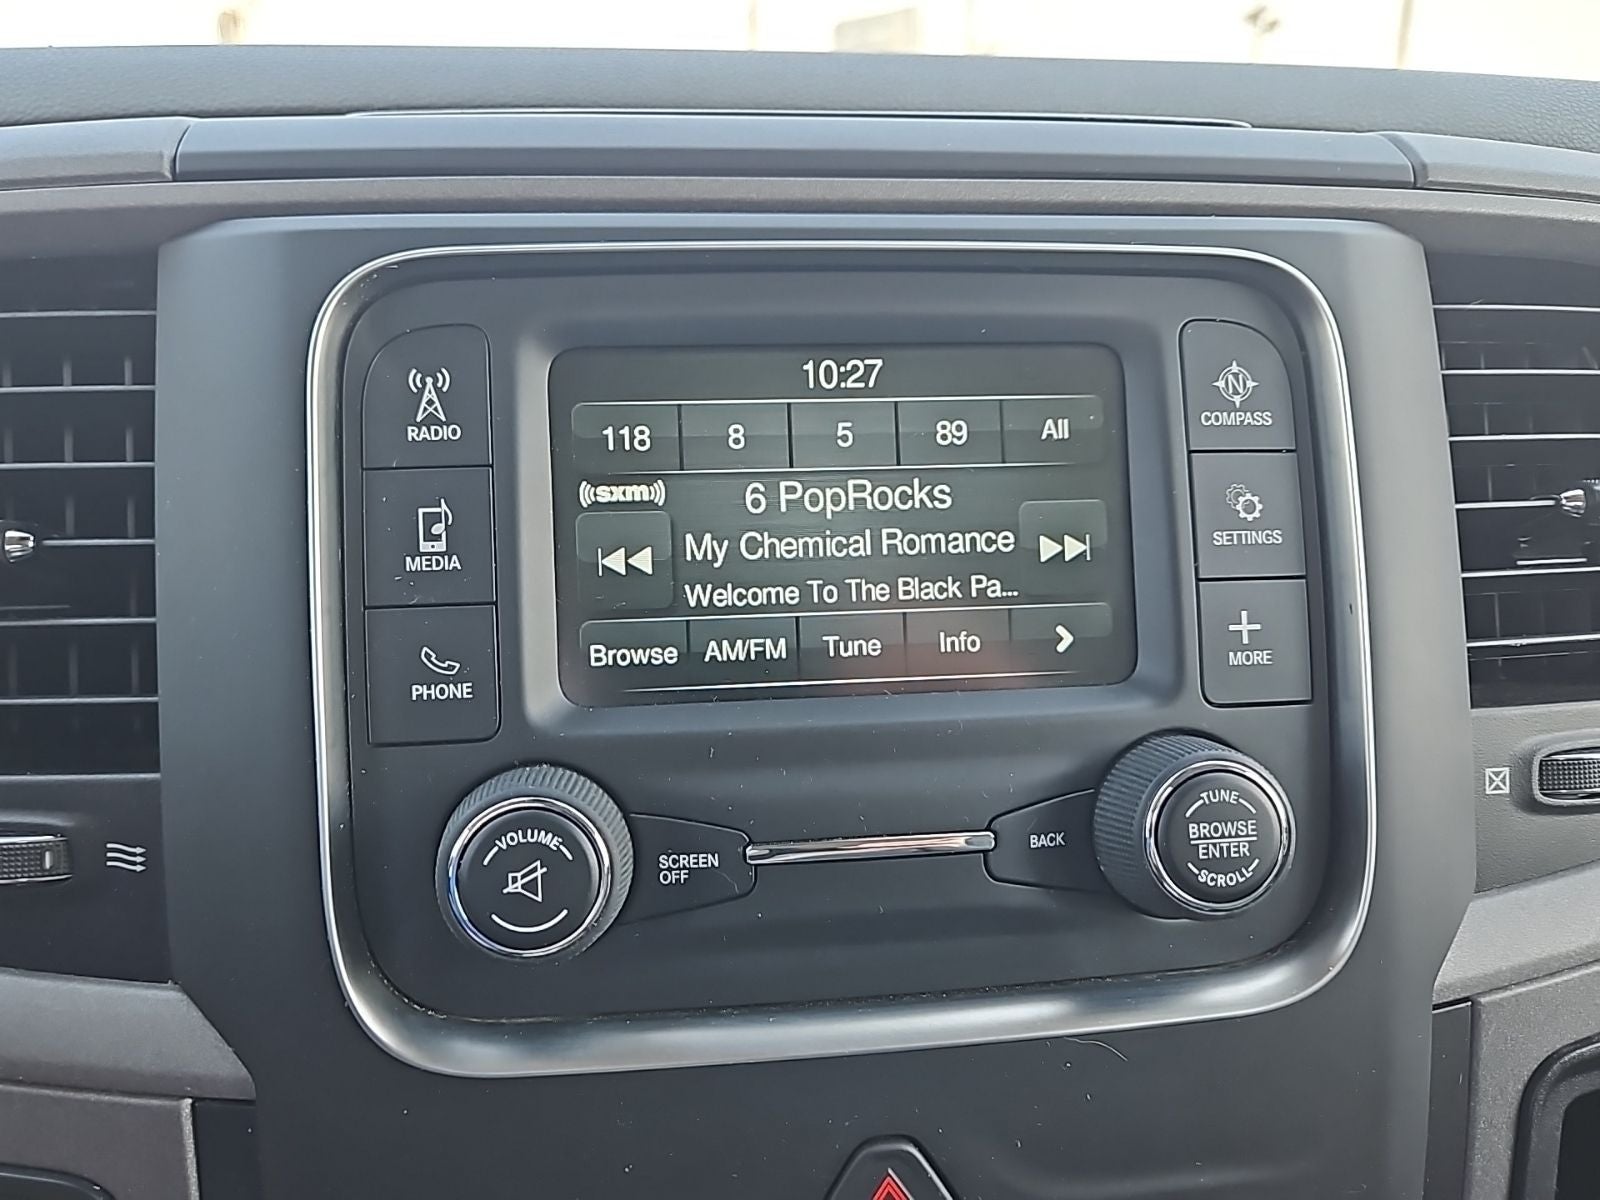 10:27
118 8 5 89 All
((sxm))
6 PopRocks
My Chemical Romance
Welcome To The Black Pa...
Browse AM/FM Tune Info
RADIO
MEDIA
PHONE
N
COMPASS
SETTINGS
MORE
VOLUME
SCREEN
OFF
BACK
TUNE
BROWSE
ENTER
SCROLL